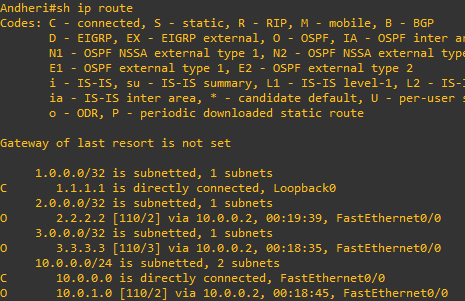 Andheri#sh ip route
Codes: C - connected, S - static, R - RIP, M - mobile, B - BGP
D - EIGRP, EX - EIGRP external, O - OSPF, IA - OSPF inter
N1 - OSPF NSSA external type 1, N2 - OSPF NSSA external
E1 - OSPF external type 1, E2 - OSPF external type 2
i - IS-IS, su - IS-IS summary, L1 - IS-IS level-1, L2 - IS-I
ia - IS-IS inter area, * - candidate default, U - per-user s
o - ODR, P - periodic downloaded static route
Gateway of last resort is not set
1.0.0.0/32 is subnetted, 1 subnets
C 1.1.1.1 is directly connected, Loopback0
2.0.0.0/32 is subnetted, 1 subnets
O 2.2.2.2 [110/2] via 10.0.0.2, 00:19:39, FastEthernet0/0
3.0.0.0/32 is subnetted, 1 subnets
O 3.3.3.3 [110/3] via 10.0.0.2, 00:18:35, FastEthernet0/0
10.0.0.0/24 is subnetted, 2 subnets
C 10.0.0.0 is directly connected, FastEthernet0/0
O 10.0.1.0 [110/2] via 10.0.0.2, 00:18:45, FastEthernet0/0